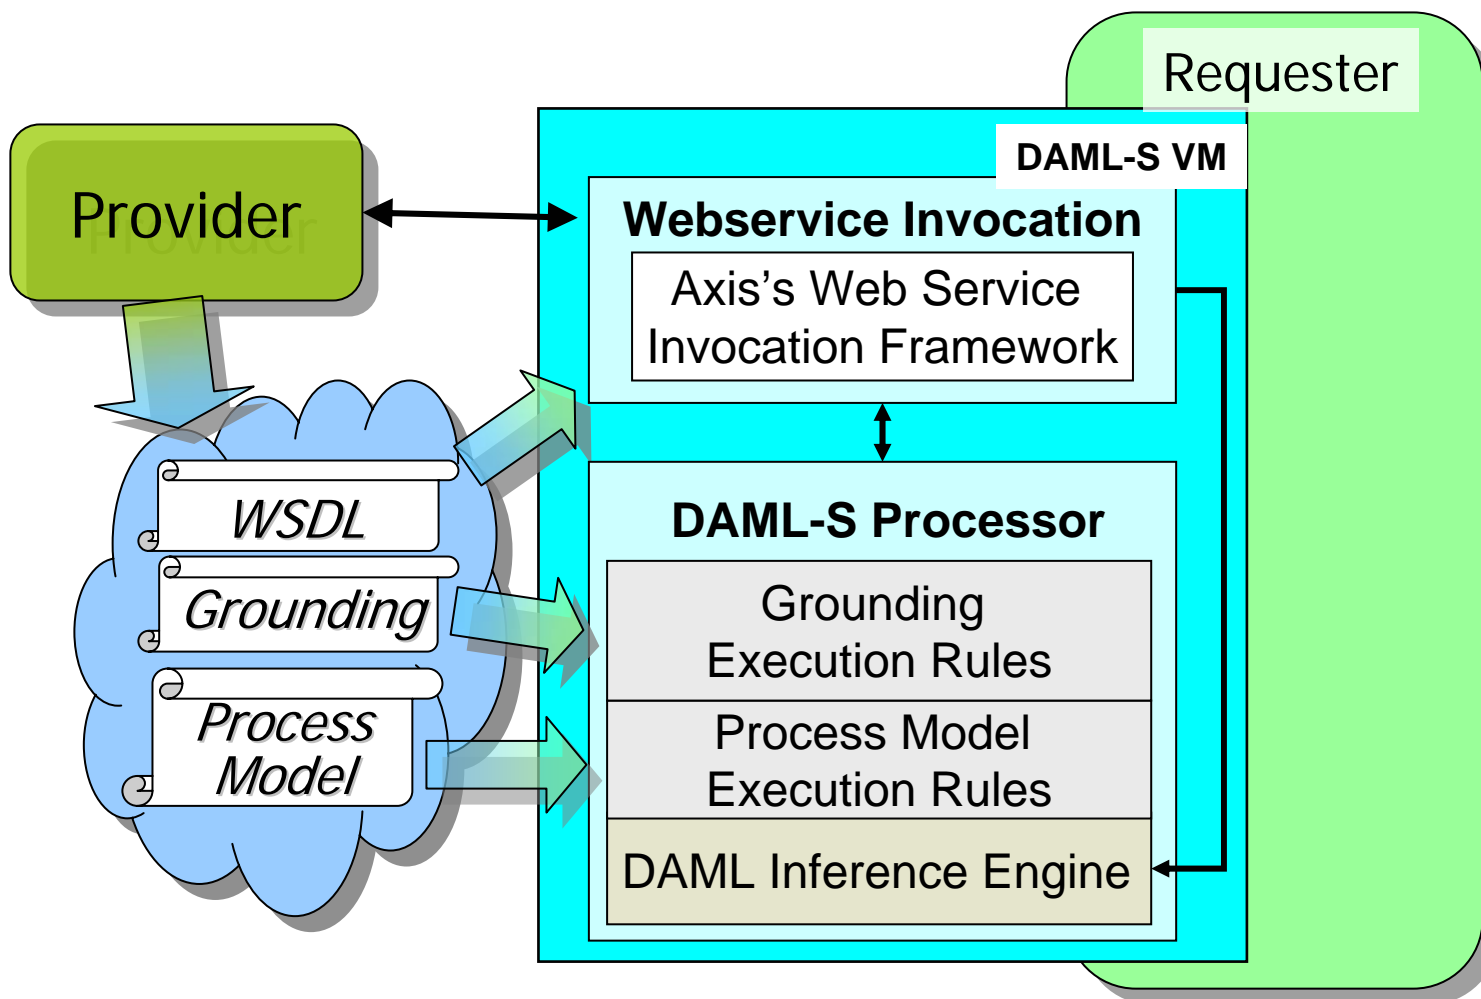 Requester
DAML-S VM
Provider
Webservice Invocation
Axis's Web Service
Invocation Framework
WSDL
Grounding
Process
Model
DAML-S Processor
Grounding
Execution Rules
Process Model
Execution Rules
DAML Inference Engine